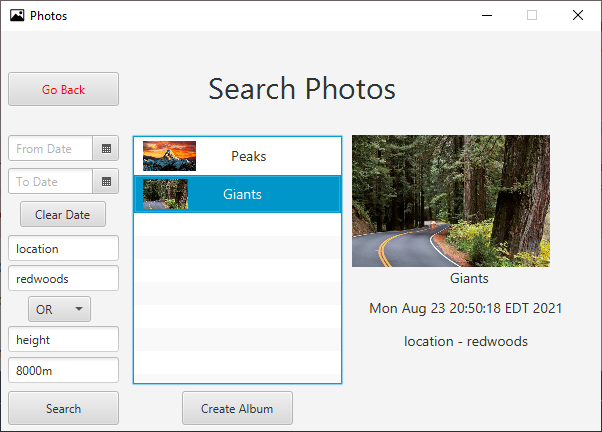 Photos
Go Back
Search Photos
From Date
To Date
Clear Date
location
redwoods
OR
height
8000m
Search
Peaks
Giants
Create Album
Giants
Mon Aug 23 20:50:18 EDT 2021
location - redwoods